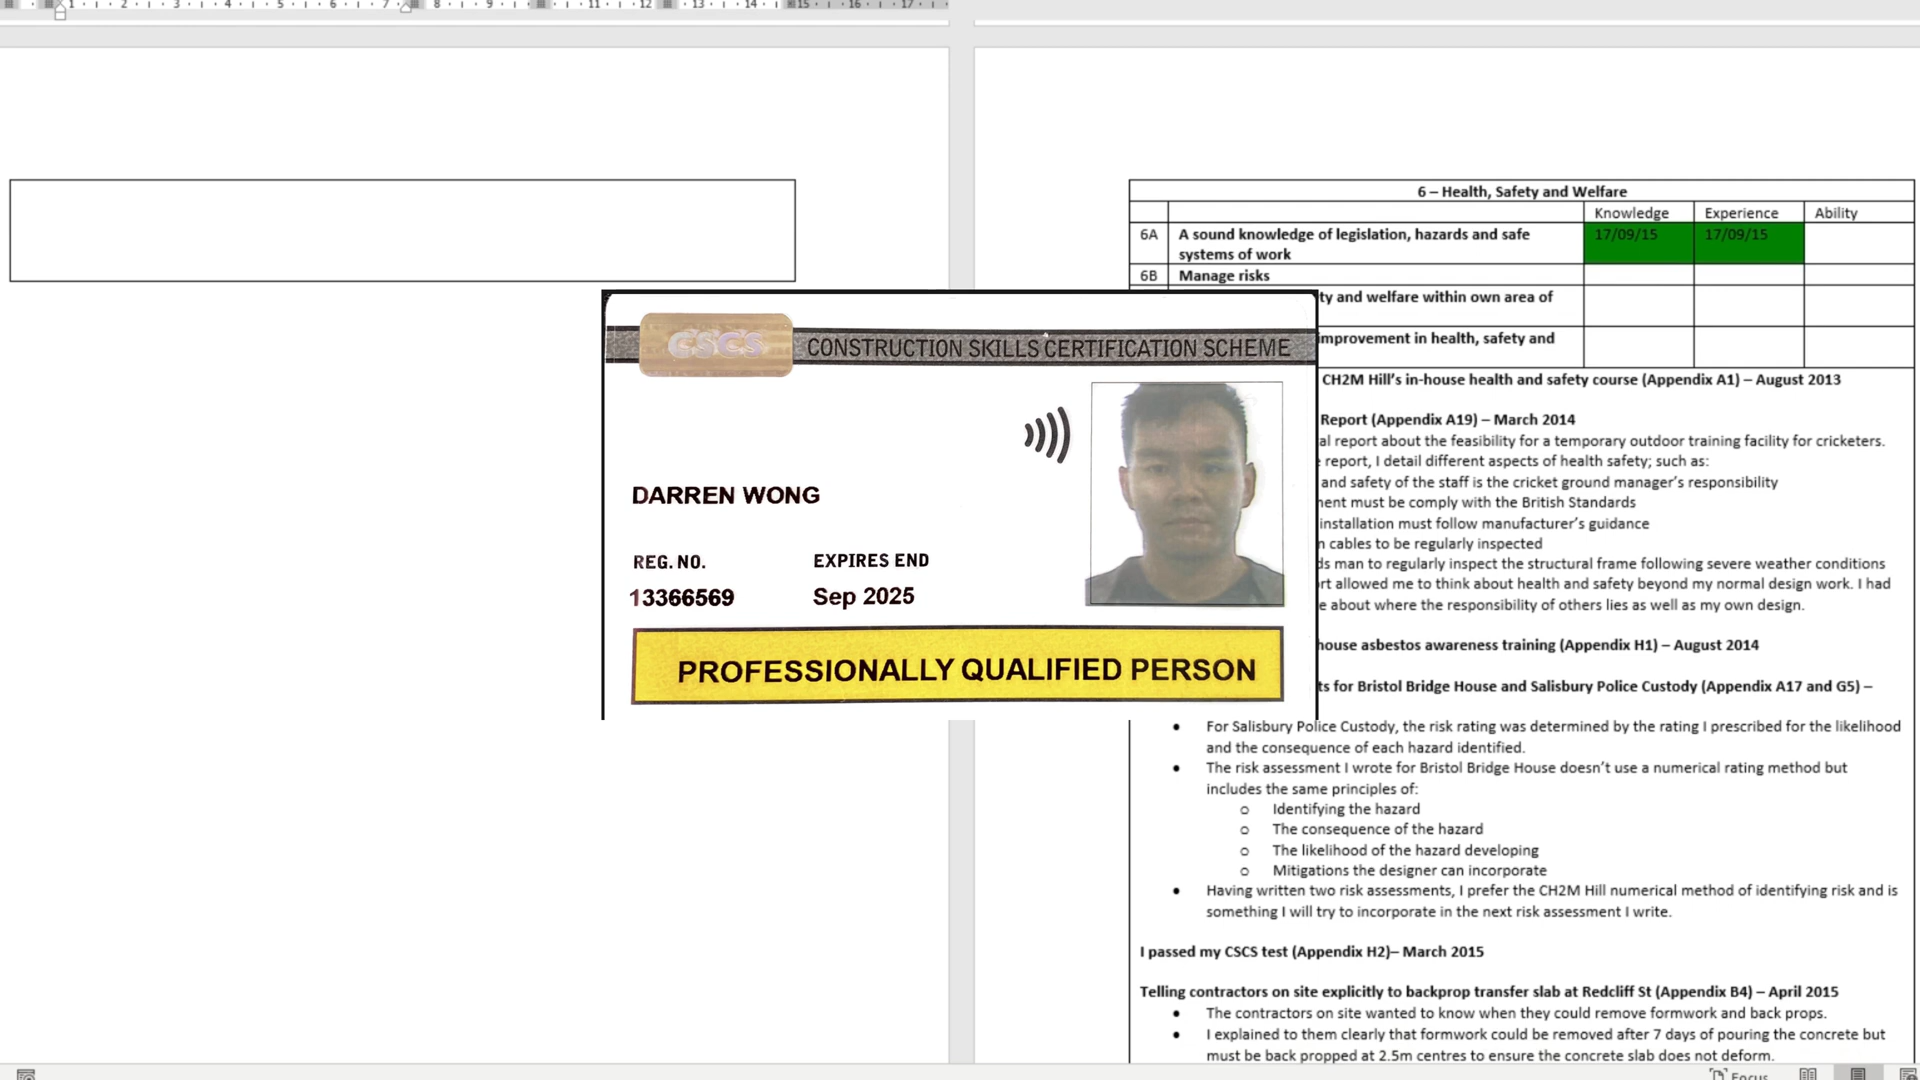 1 2 3 4 5 6 7 8 9 11 12 13 14 15 16 17
6 – Health, Safety and Welfare
Knowledge Experience Ability
6A A sound knowledge of legislation, hazards and safe 17/09/15 17/09/15
systems of work
6B Manage risks
ty and welfare within own area of
improvement in health, safety and
CH2M Hill’s in-house health and safety course (Appendix A1) – August 2013
Report (Appendix A19) – March 2014
al report about the feasibility for a temporary outdoor training facility for cricketers.
report, I detail different aspects of health safety; such as:
and safety of the staff is the cricket ground manager’s responsibility
ent must be comply with the British Standards
installation must follow manufacturer’s guidance
n cables to be regularly inspected
ds man to regularly inspect the structural frame following severe weather conditions
rt allowed me to think about health and safety beyond my normal design work. I had
e about where the responsibility of others lies as well as my own design.
house asbestos awareness training (Appendix H1) – August 2014
ts for Bristol Bridge House and Salisbury Police Custody (Appendix A17 and G5) –
CSCS CONSTRUCTION SKILLS CERTIFICATION SCHEME
DARREN WONG
REG. NO. EXPIRES END
13366569 Sep 2025
PROFESSIONALLY QUALIFIED PERSON
• For Salisbury Police Custody, the risk rating was determined by the rating I prescribed for the likelihood
and the consequence of each hazard identified.
• The risk assessment I wrote for Bristol Bridge House doesn’t use a numerical rating method but
includes the same principles of:
o Identifying the hazard
o The consequence of the hazard
o The likelihood of the hazard developing
o Mitigations the designer can incorporate
• Having written two risk assessments, I prefer the CH2M Hill numerical method of identifying risk and is
something I will try to incorporate in the next risk assessment I write.
I passed my CSCS test (Appendix H2)– March 2015
Telling contractors on site explicitly to backprop transfer slab at Redcliff St (Appendix B4) – April 2015
• The contractors on site wanted to know when they could remove formwork and back props.
• I explained to them clearly that formwork could be removed after 7 days of pouring the concrete but
must be back propped at 2.5m centres to ensure the concrete slab does not deform.
Focus